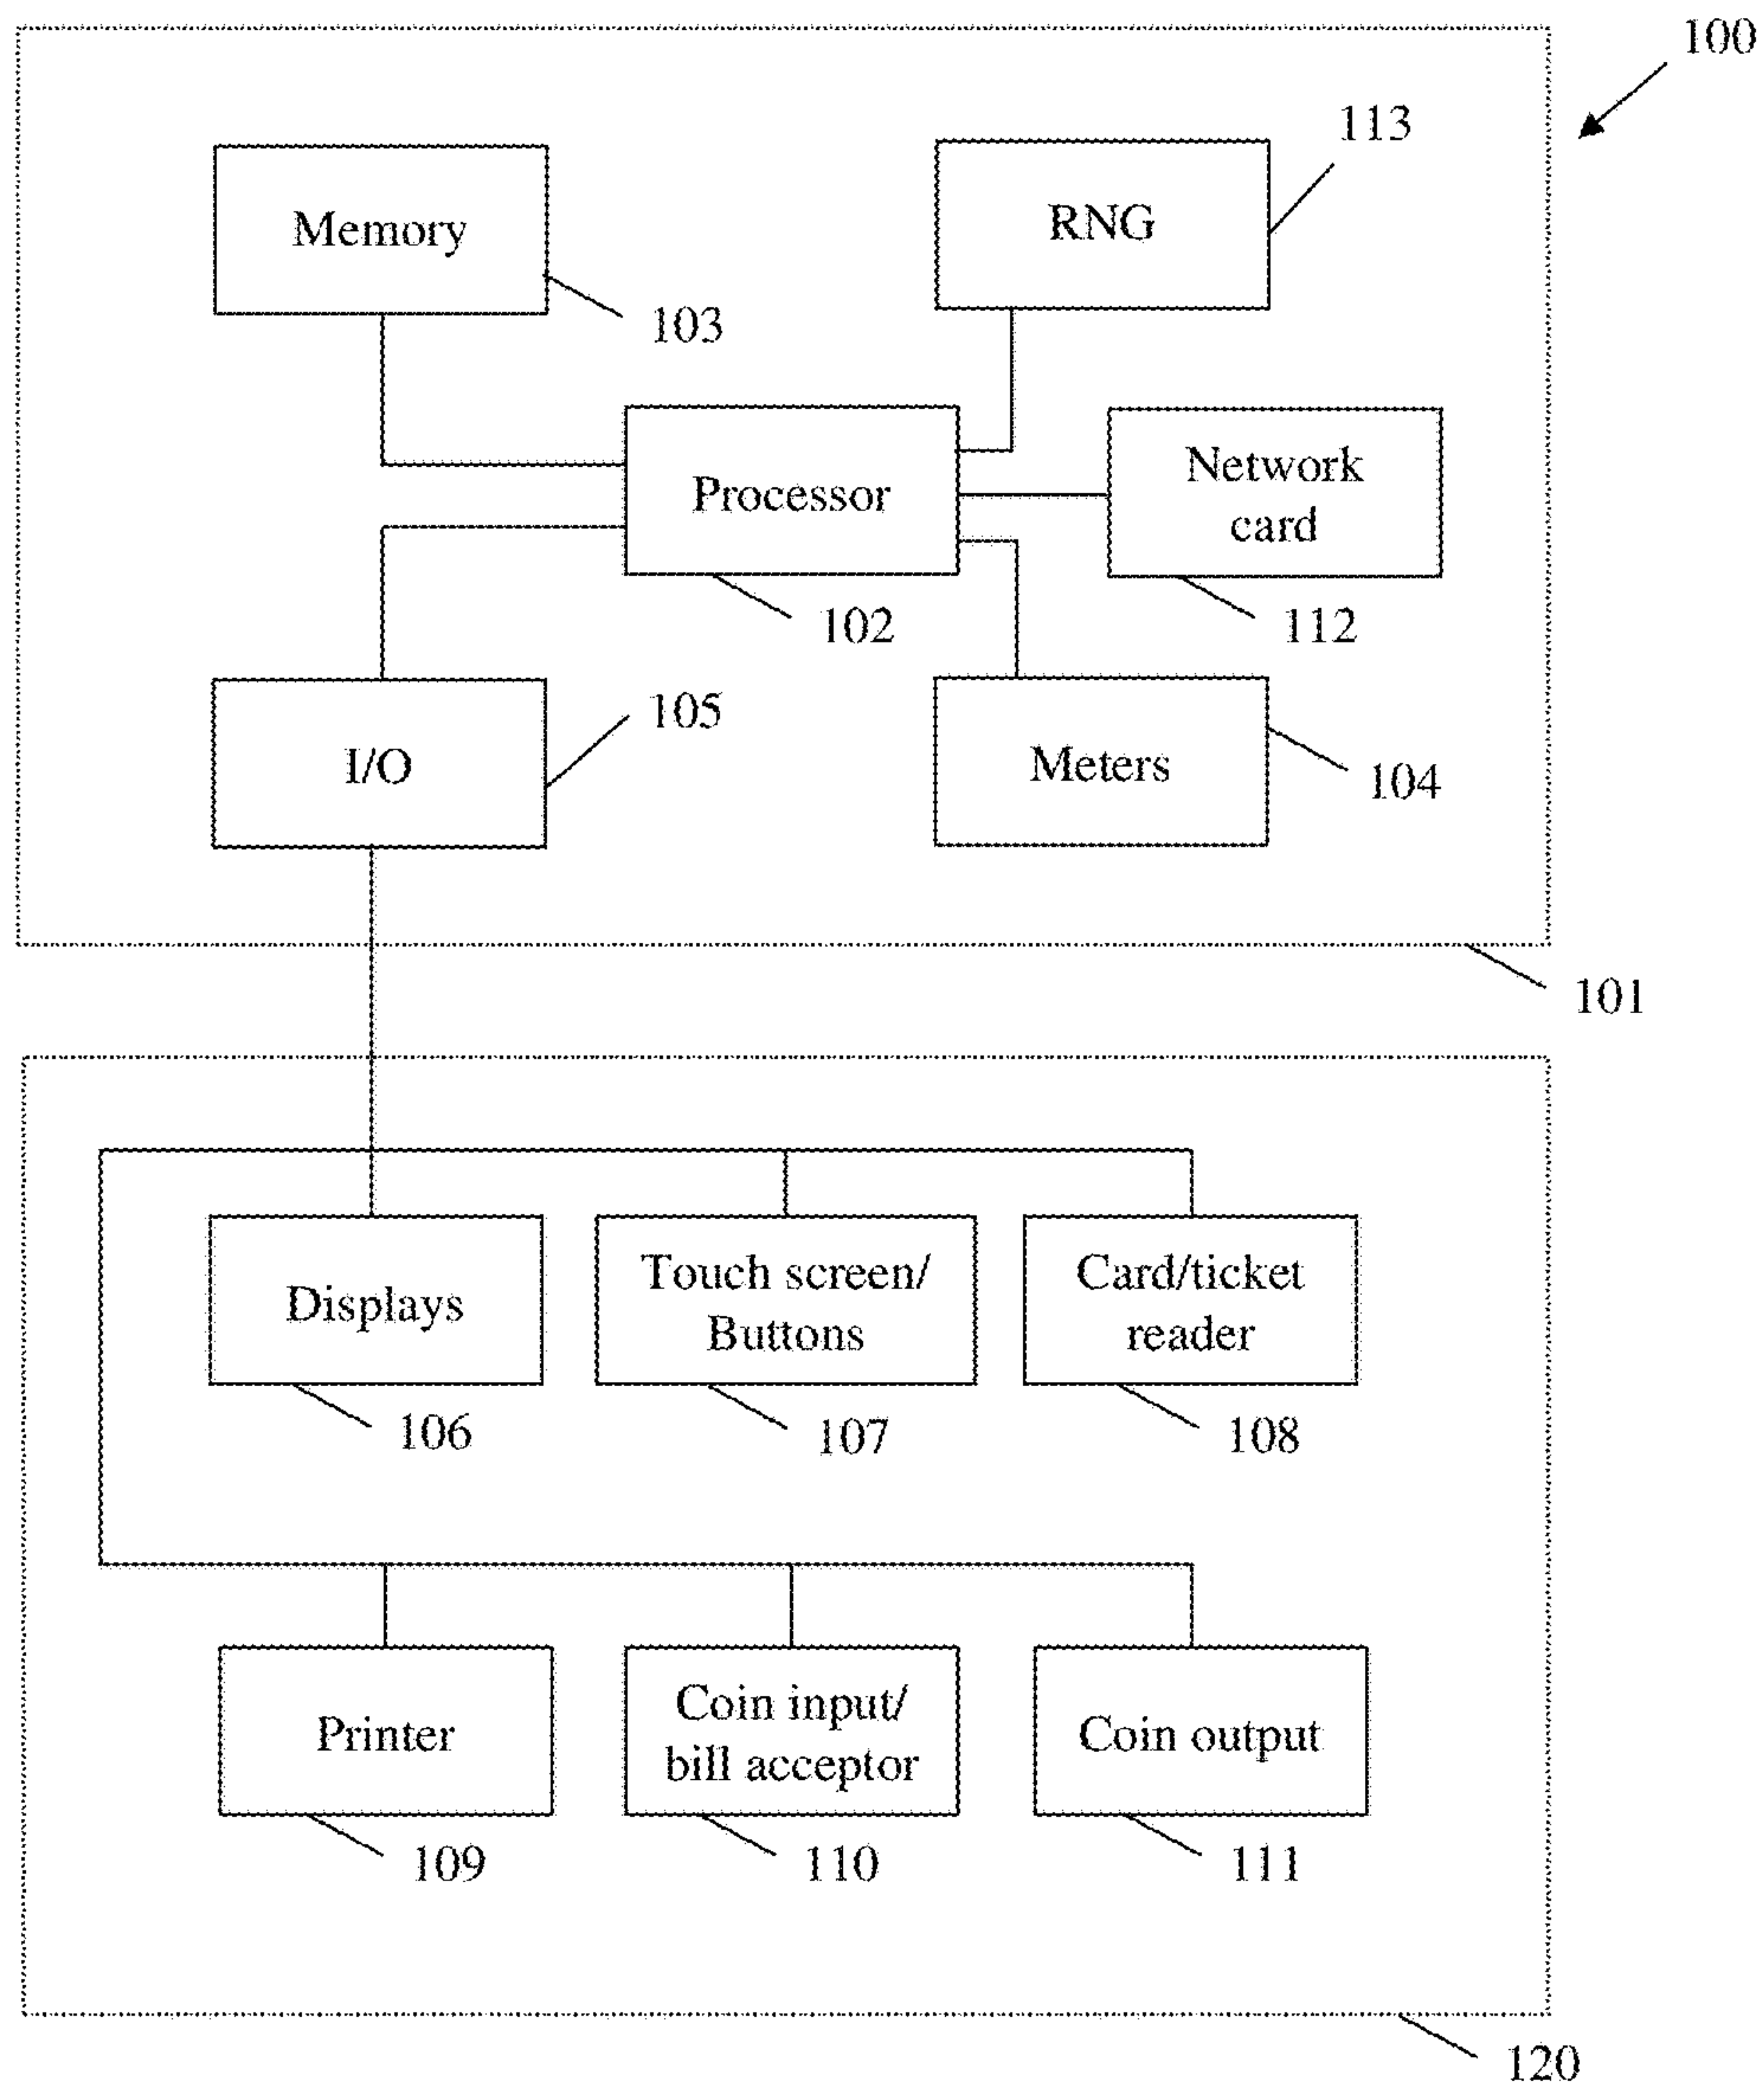 100
113
Memory
RNG
103
Processor
Network
card
102
112
I/O
105
Meters
104
101
Displays
Touch screen/
Buttons
Card/ticket
reader
106
107
108
Printer
Coin input/
bill acceptor
Coin output
109
110
111
120